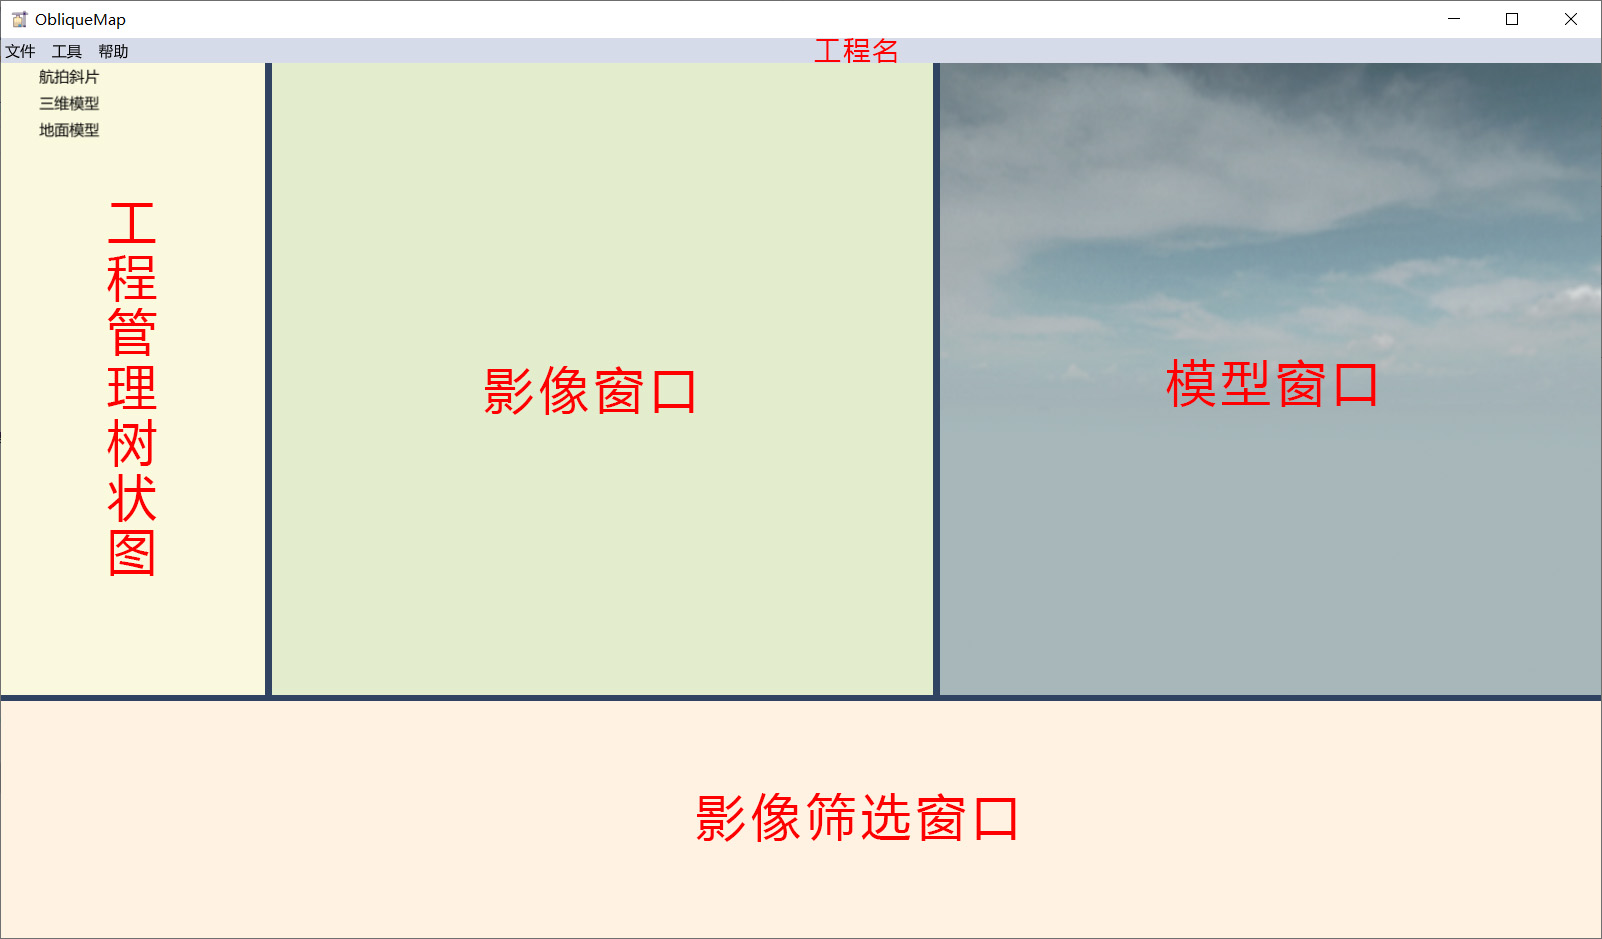 ObliqueMap
文件 工具 帮助
工程名
航拍斜片
三维模型
地面模型
工程管理树状图
影像窗口
模型窗口
影像筛选窗口